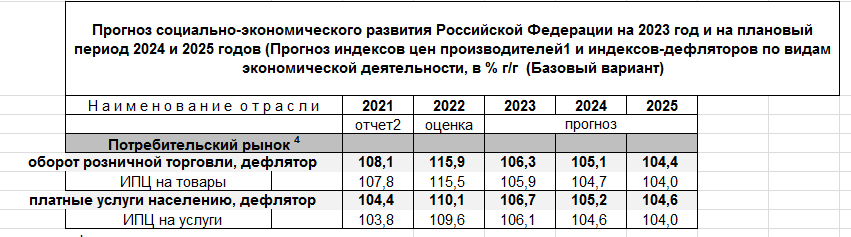 Прогноз социально-экономического развития Российской Федерации на 2023 год и на плановый
период 2024 и 2025 годов (Прогноз индексов цен производителей1 и индексов-дефляторов по видам
экономической деятельности, в % г/г (Базовый вариант)
Наименование отрасли 2021 2022 2023 2024 2025
отчет2 оценка прогноз
Потребительский рынок 4
оборот розничной торговли, дефлятор 108,1 115,9 106,3 105,1 104,4
ИПЦ на товары 107,8 115,5 105,9 104,7 104,0
платные услуги населению, дефлятор 104,4 110,1 106,7 105,2 104,6
ИПЦ на услуги 103,8 109,6 106,1 104,6 104,0